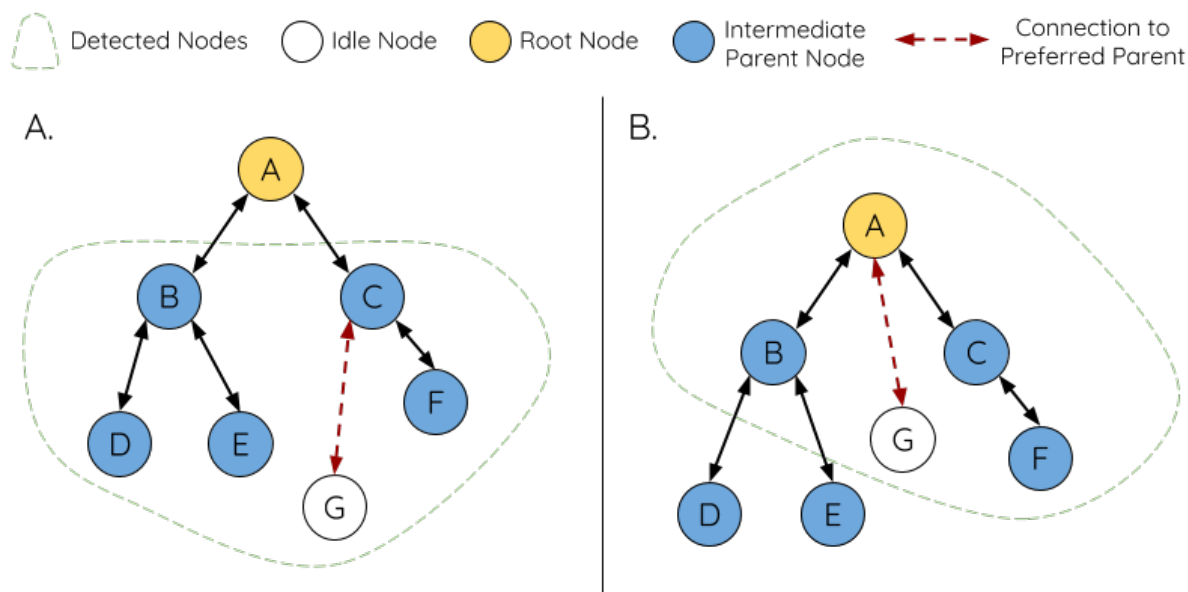 Detected Nodes
Idle Node
Root Node
Intermediate
Parent Node
Connection to
Preferred Parent
A.
A
B
C
D
E
F
G
B.
A
B
C
G
F
D
E